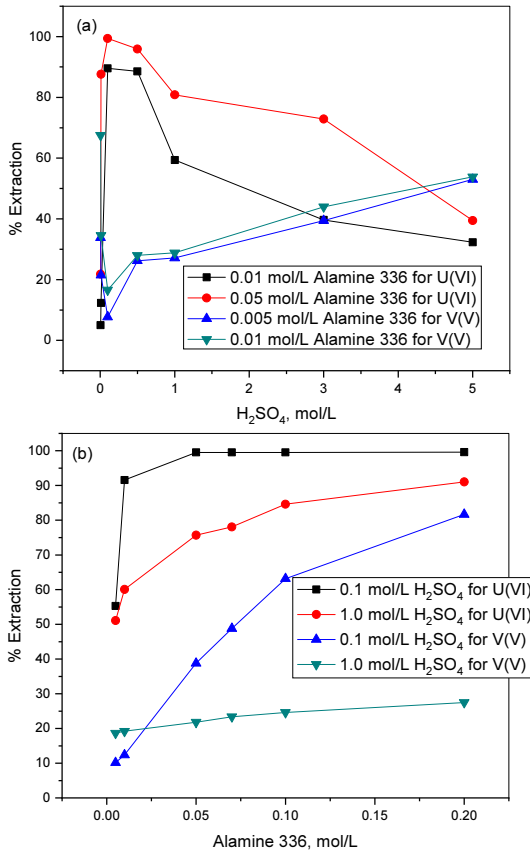 (a)
100
80
60
40
20
0
% Extraction
0.01 mol/L Alamine 336 for U(VI)
0.05 mol/L Alamine 336 for U(VI)
0.005 mol/L Alamine 336 for V(V)
0.01 mol/L Alamine 336 for V(V)
0 1 2 3 4 5
H₂SO₄, mol/L
(b)
100
90
80
70
60
50
40
30
20
10
0
% Extraction
0.1 mol/L H₂SO₄ for U(VI)
1.0 mol/L H₂SO₄ for U(VI)
0.1 mol/L H₂SO₄ for V(V)
1.0 mol/L H₂SO₄ for V(V)
0.00 0.05 0.10 0.15 0.20
Alamine 336, mol/L